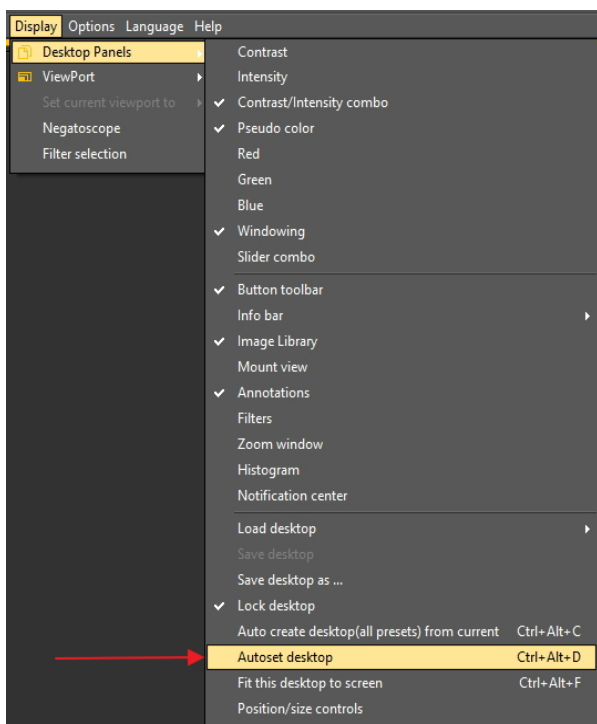 Display Options Language Help
Desktop Panels
ViewPort
Set current viewport to
Negatoscope
Filter selection
Contrast
Intensity
Contrast/Intensity combo
Pseudo color
Red
Green
Blue
Windowing
Slider combo
Button toolbar
Info bar
Image Library
Mount view
Annotations
Filters
Zoom window
Histogram
Notification center
Load desktop
Save desktop
Save desktop as ...
Lock desktop
Auto create desktop(all presets) from current Ctrl+Alt+C
Autoset desktop Ctrl+Alt+D
Fit this desktop to screen Ctrl+Alt+F
Position/size controls